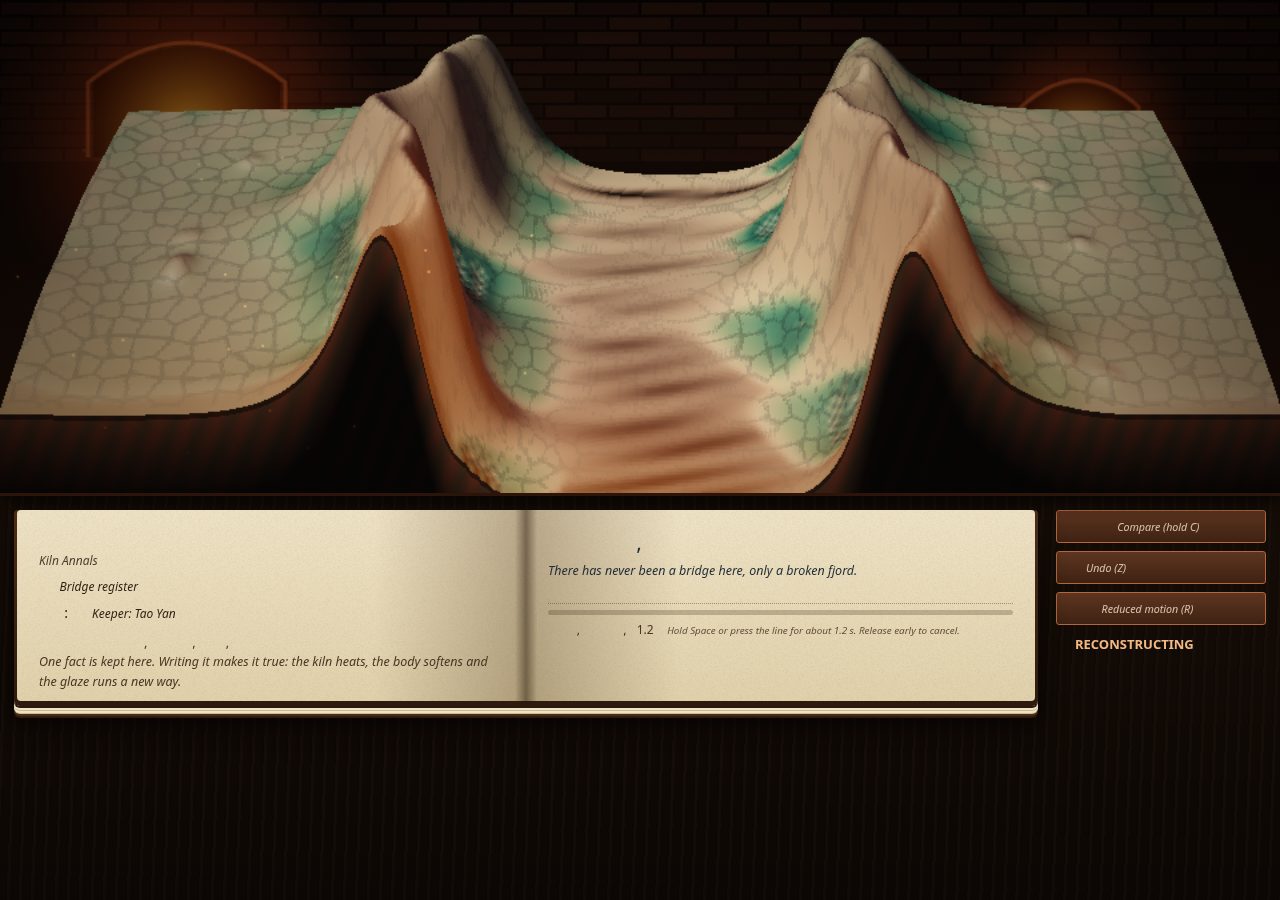 Kiln Annals
Bridge register
: Keeper: Tao Yan
, , ,
One fact is kept here. Writing it makes it true: the kiln heats, the body softens and
the glaze runs a new way.
,
There has never been a bridge here, only a broken fjord.
, , 1.2 Hold Space or press the line for about 1.2 s. Release early to cancel.
Compare (hold C)
Undo (Z)
Reduced motion (R)
RECONSTRUCTING